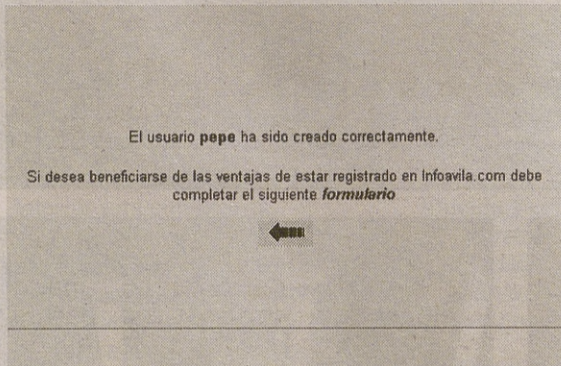 El usuario pepe ha sido creado correctamente.
Si desea beneficiarse de las ventajas de estar registrado en Infoavila.com debe
completar el siguiente formulario